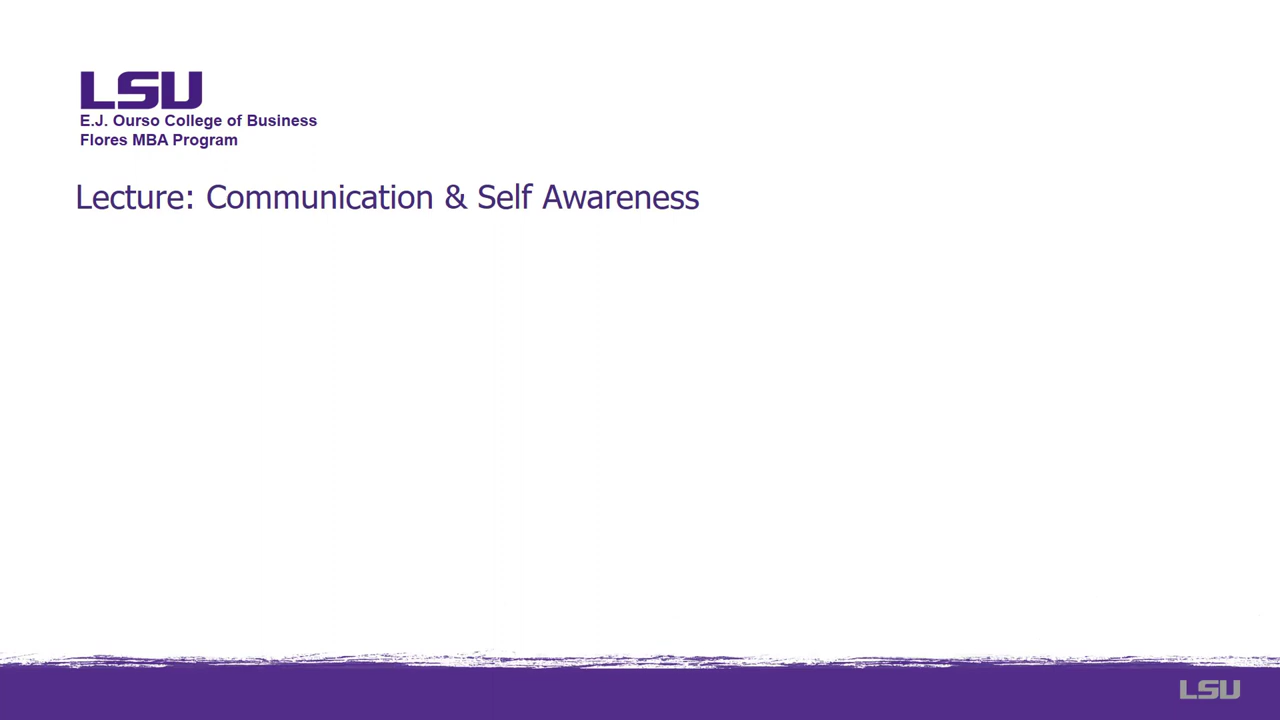 LSU
E.J. Ourso College of Business
Flores MBA Program
Lecture: Communication & Self Awareness
LSU